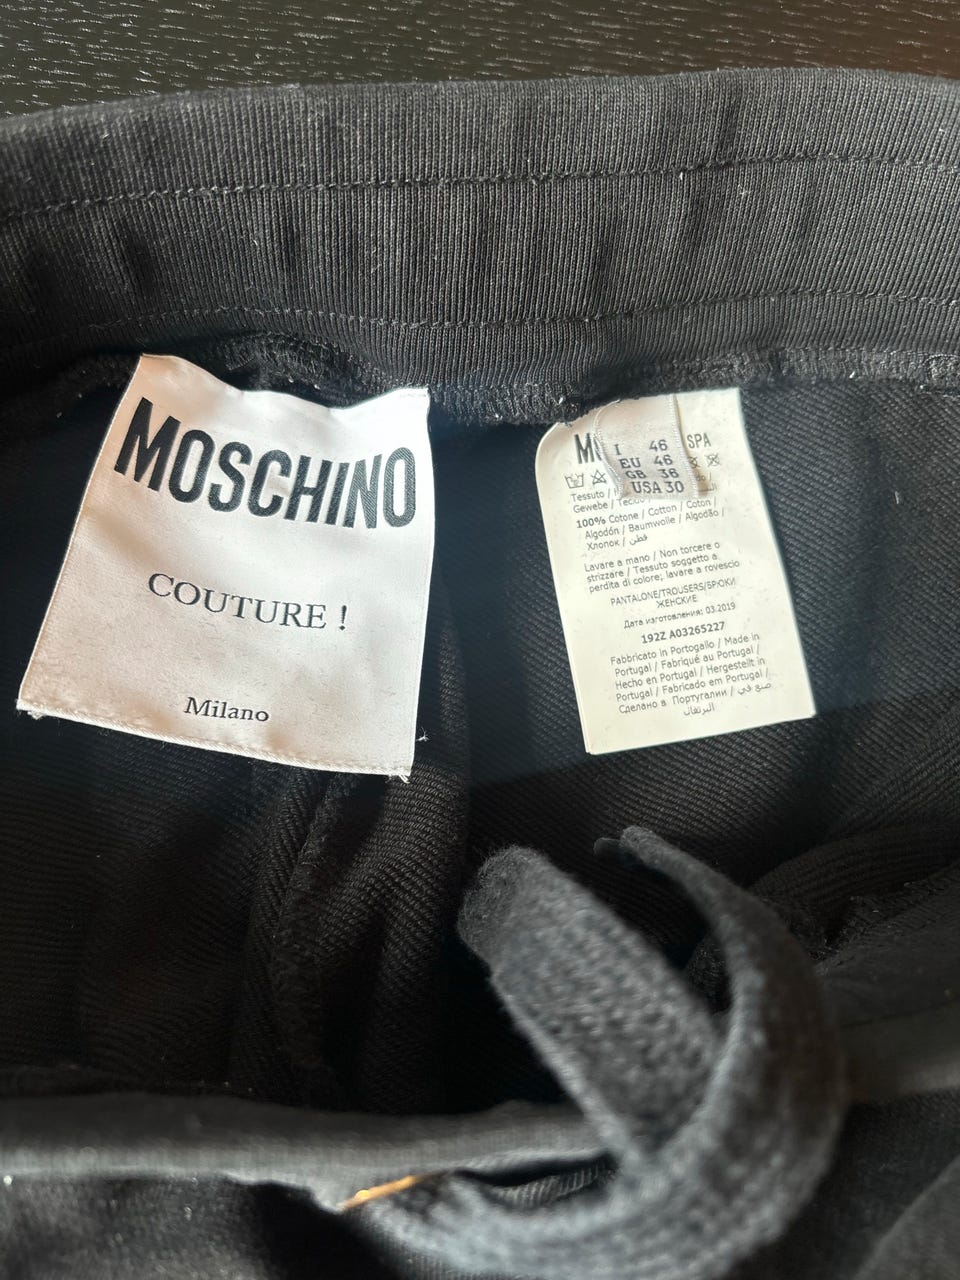 MOSCHINO
COUTURE !
Milano
I 46
EU 46
GB 36
USA 30
SPA
Tessuto /
Gewebe /
100% Cotone / Cotton / Coton /
Algodón / Baumwolle / Algodão /
Хлопок / قطن
Lavare a mano / Non torcere o
strizzare / Tessuto soggetto a
perdita di colore; lavare a rovescio
PANTALONE/TROUSERS/БРЮКИ
ЖЕНСКИЕ
Дата изготовления: 03.2019
192Z A03265227
Fabbricato in Portogallo / Made in
Portugal / Fabriqué au Portugal /
Hecho en Portugal / Hergestellt in
Portugal / Fabricado em Portugal /
Сделано в Португалии / صنع في
البرتغال